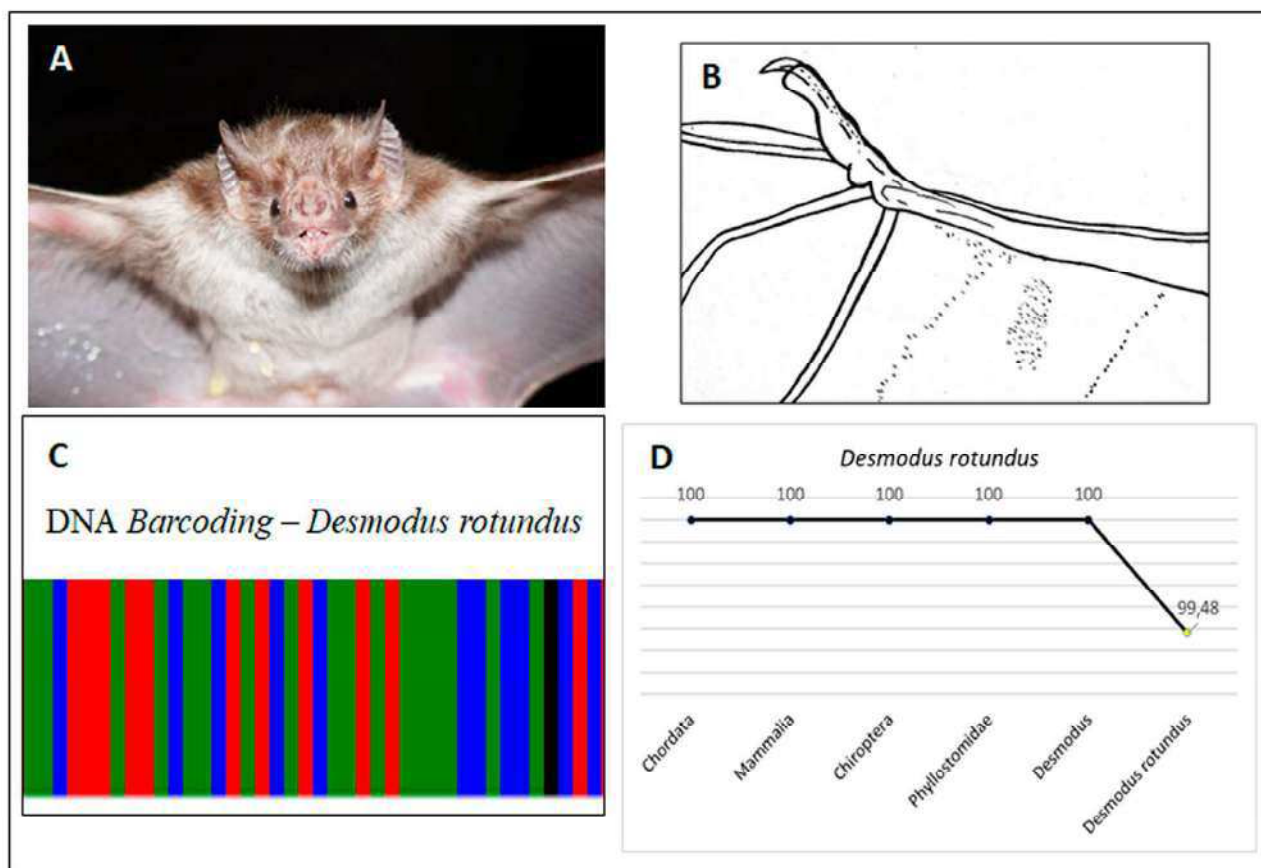 A
B
C
DNA Barcoding – Desmodus rotundus
D
Desmodus rotundus
100 100 100 100 100
99,48
Chordata
Mammalia
Chiroptera
Phyllostomidae
Desmodus
Desmodus rotundus